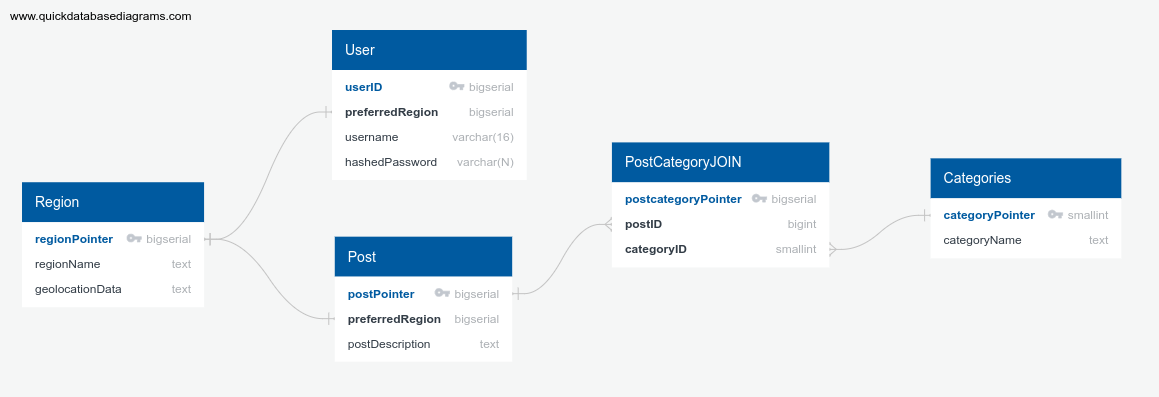 www.quickdatabasediagrams.com
User
userID bigserial
preferredRegion bigserial
username varchar(16)
hashedPassword varchar(N)
Region
regionPointer bigserial
regionName text
geolocationData text
Post
postPointer bigserial
preferredRegion bigserial
postDescription text
PostCategoryJOIN
postcategoryPointer bigserial
postID bigint
categoryID smallint
Categories
categoryPointer smallint
categoryName text